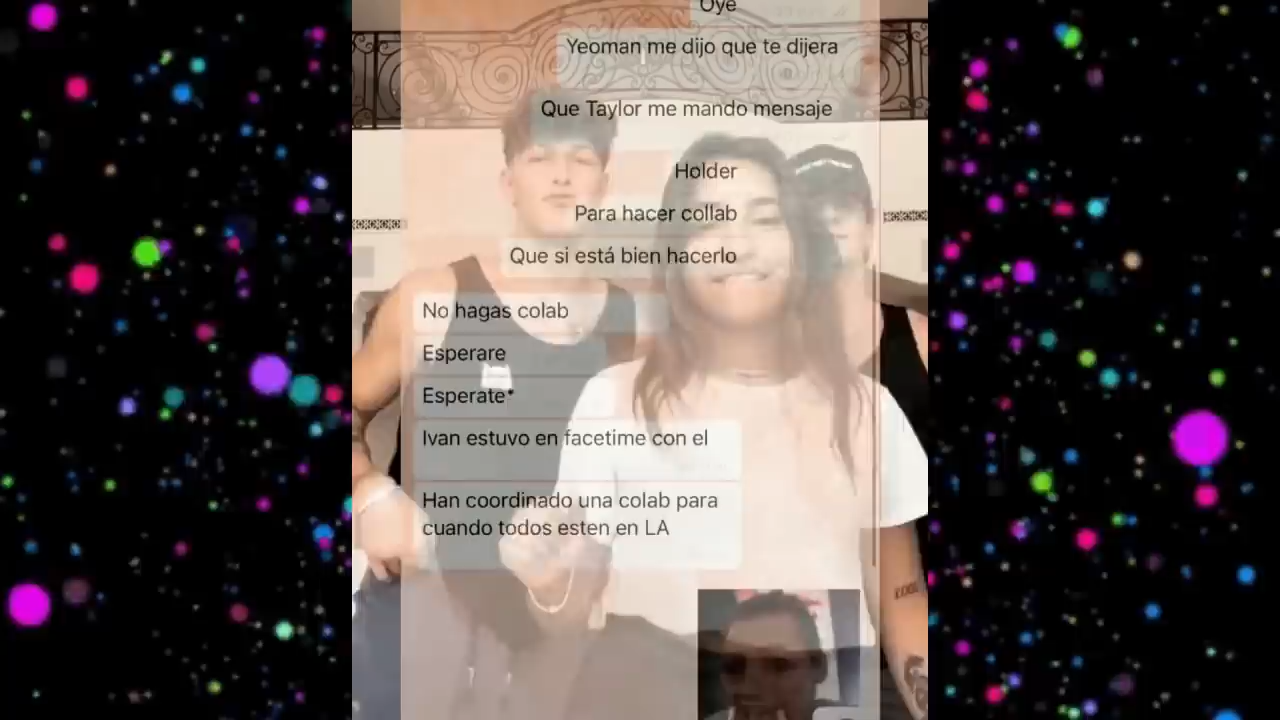 Oye
Yeoman me dijo que te dijera
Que Taylor me mando mensaje
Holder
Para hacer collab
Que si está bien hacerlo
No hagas colab
Esperare
Esperate*
Ivan estuvo en facetime con el
Han coordinado una colab para
cuando todos esten en LA